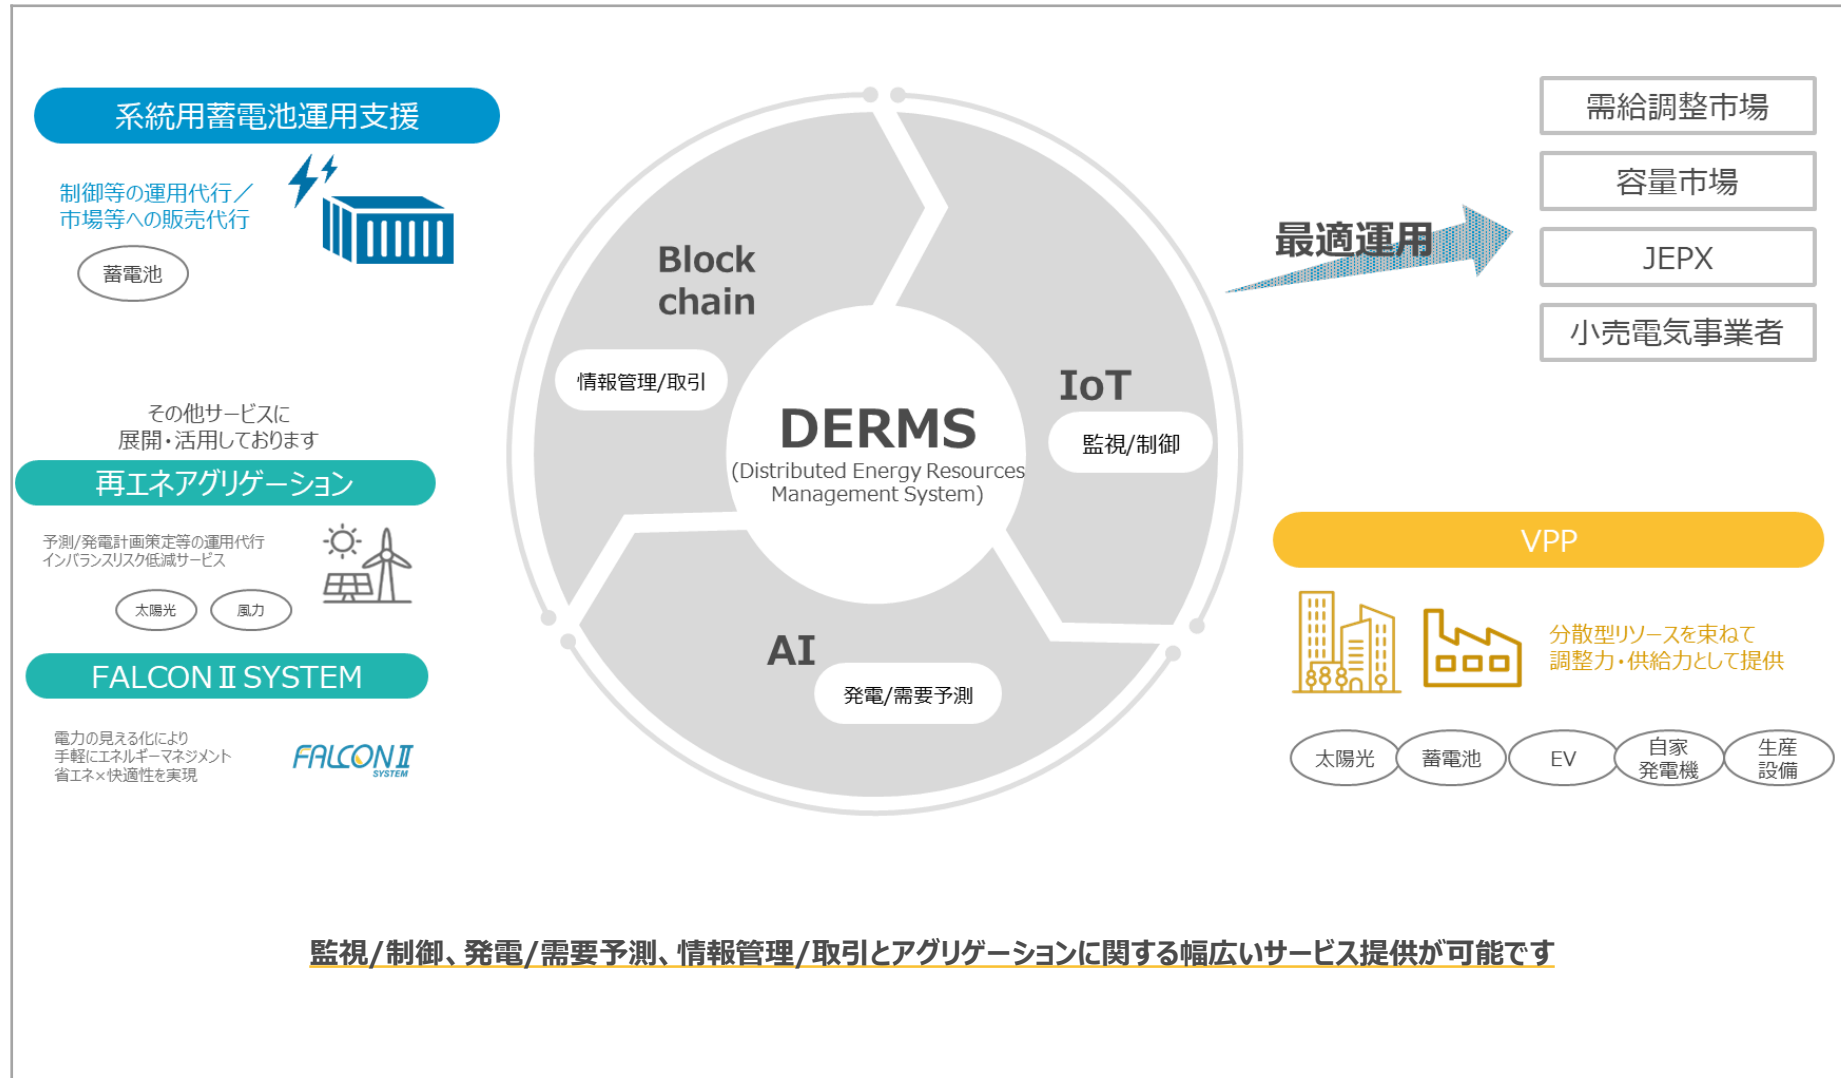 系統用蓄電池運用支援
制御等の運用代行／
市場等への販売代行
蓄電池
その他サービスに
展開・活用しております
再エネアグリゲーション
予測/発電計画策定等の運用代行
インバランスリスク低減サービス
太陽光
風力
FALCON Ⅱ SYSTEM
電力の見える化により
手軽にエネルギーマネジメント
省エネ×快適性を実現
FALCON Ⅱ
SYSTEM
Block
chain
情報管理/取引
IoT
監視/制御
DERMS
(Distributed Energy Resources
Management System)
AI
発電/需要予測
最適運用
需給調整市場
容量市場
JEPX
小売電気事業者
VPP
分散型リソースを束ねて
調整力・供給力として提供
太陽光
蓄電池
EV
自家
発電機
生産
設備
監視/制御、発電/需要予測、情報管理/取引とアグリゲーションに関する幅広いサービス提供が可能です